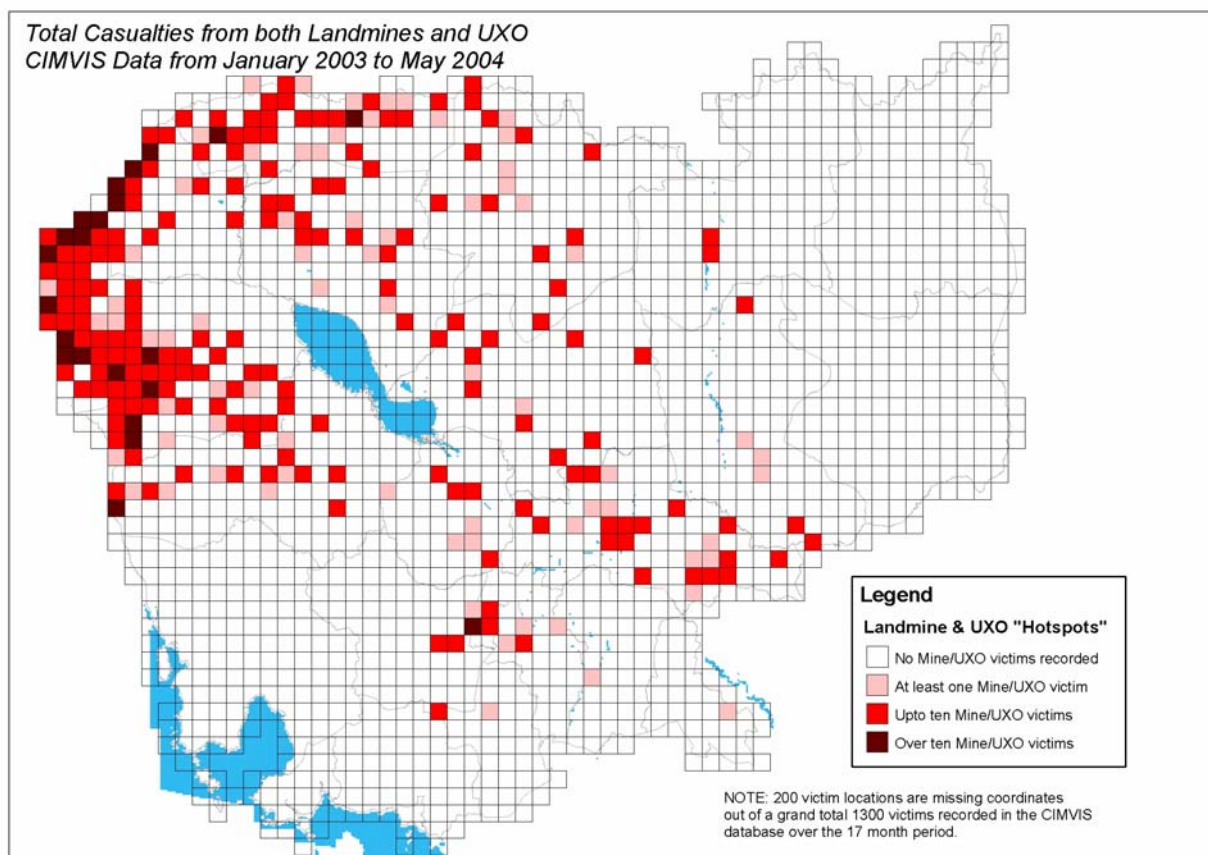 Total Casualties from both Landmines and UXO
CIMVIS Data from January 2003 to May 2004
Legend
Landmine & UXO "Hotspots"
No Mine/UXO victims recorded
At least one Mine/UXO victim
Upto ten Mine/UXO victims
Over ten Mine/UXO victims
NOTE: 200 victim locations are missing coordinates
out of a grand total 1300 victims recorded in the CIMVIS
database over the 17 month period.